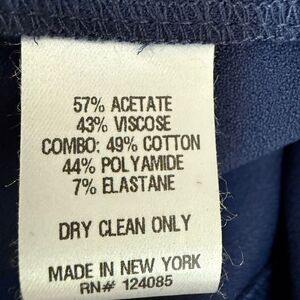 57% ACETATE
43% VISCOSE
COMBO: 49% COTTON
44% POLYAMIDE
7% ELASTANE
DRY CLEAN ONLY
MADE IN NEW YORK
RN# 124085